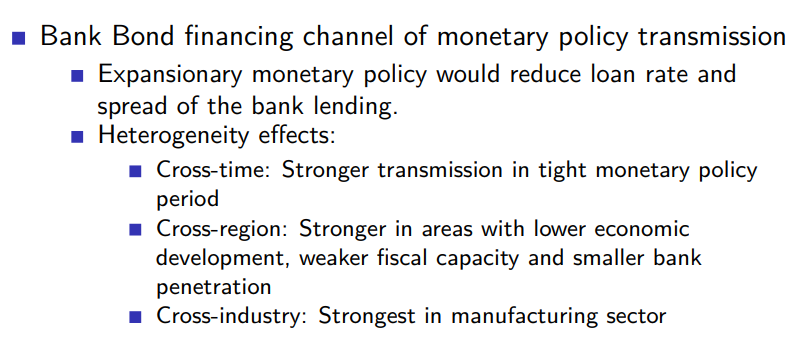 Bank Bond financing channel of monetary policy transmission
Expansionary monetary policy would reduce loan rate and
spread of the bank lending.
Heterogeneity effects:
Cross-time: Stronger transmission in tight monetary policy
period
Cross-region: Stronger in areas with lower economic
development, weaker fiscal capacity and smaller bank
penetration
Cross-industry: Strongest in manufacturing sector